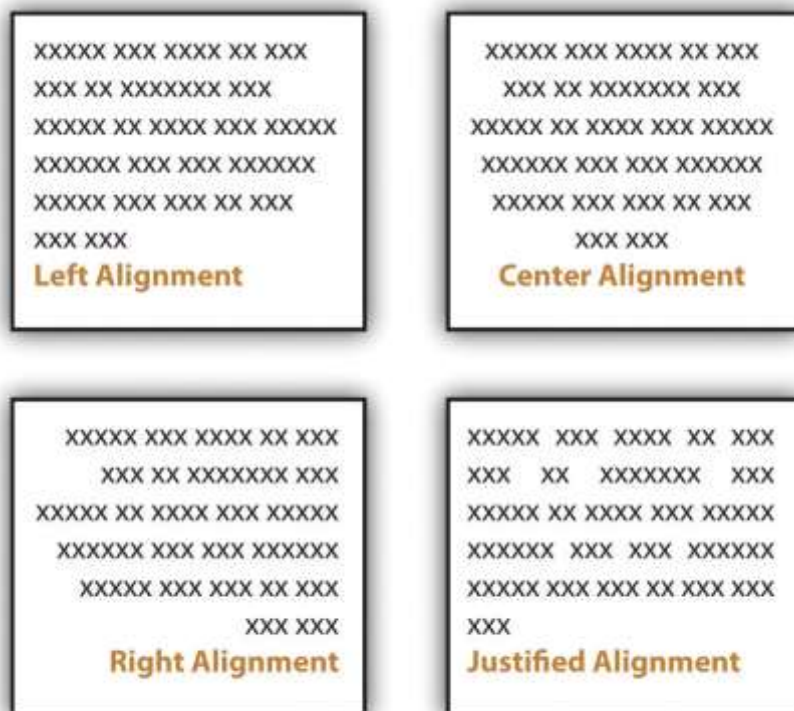 xxxxx xxx xxxx xx xxx
xxx xx xxxxxxx xxx
xxxxx xx xxxx xxx xxxxx
xxxxxx xxx xxx xxxxxx
xxxxx xxx xxx xx xxx
xxx xxx
Left Alignment
xxxxx xxx xxxx xx xxx
xxx xx xxxxxxx xxx
xxxxx xx xxxx xxx xxxxx
xxxxxx xxx xxx xxxxxx
xxxxx xxx xxx xx xxx
xxx xxx
Center Alignment
xxxxx xxx xxxx xx xxx
xxx xx xxxxxxx xxx
xxxxx xx xxxx xxx xxxxx
xxxxxx xxx xxx xxxxxx
xxxxx xxx xxx xx xxx
xxx xxx
Right Alignment
xxxxx xxx xxxx xx xxx
xxx xx xxxxxxx xxx
xxxxx xx xxxx xxx xxxxx
xxxxxx xxx xxx xxxxxx
xxxxx xxx xxx xx xxx xxx
xxx
Justified Alignment